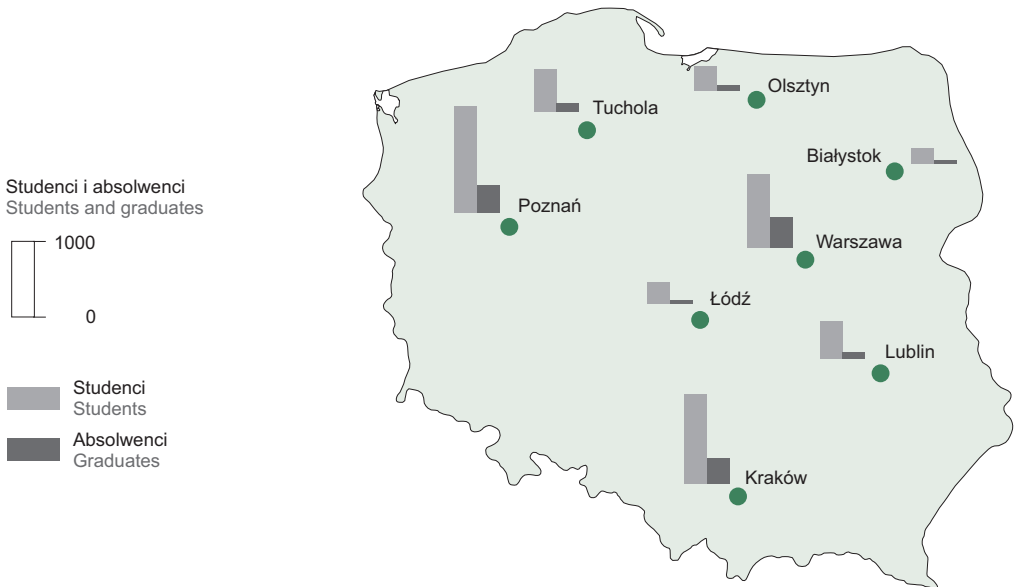 Studenci i absolwenci
Students and graduates
1000
0
Studenci
Students
Absolwenci
Graduates
Olsztyn
Tuchola
Białystok
Poznań
Warszawa
Łódź
Lublin
Kraków